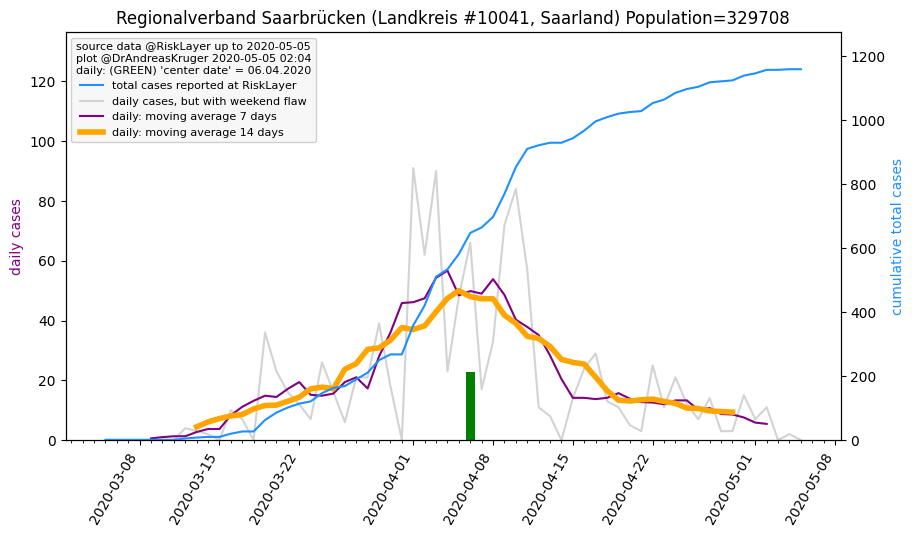 Regionalverband Saarbrücken (Landkreis #10041, Saarland) Population=329708
source data @RiskLayer up to 2020-05-05
plot @DrAndreasKruger 2020-05-05 02:04
daily: (GREEN) 'center date' = 06.04.2020
total cases reported at RiskLayer
daily cases, but with weekend flaw
daily: moving average 7 days
daily: moving average 14 days
daily cases
120
100
80
60
40
20
0
1200
1000
800
600
400
200
0
cumulative total cases
2020-03-08
2020-03-15
2020-03-22
2020-04-01
2020-04-08
2020-04-15
2020-04-22
2020-05-01
2020-05-08